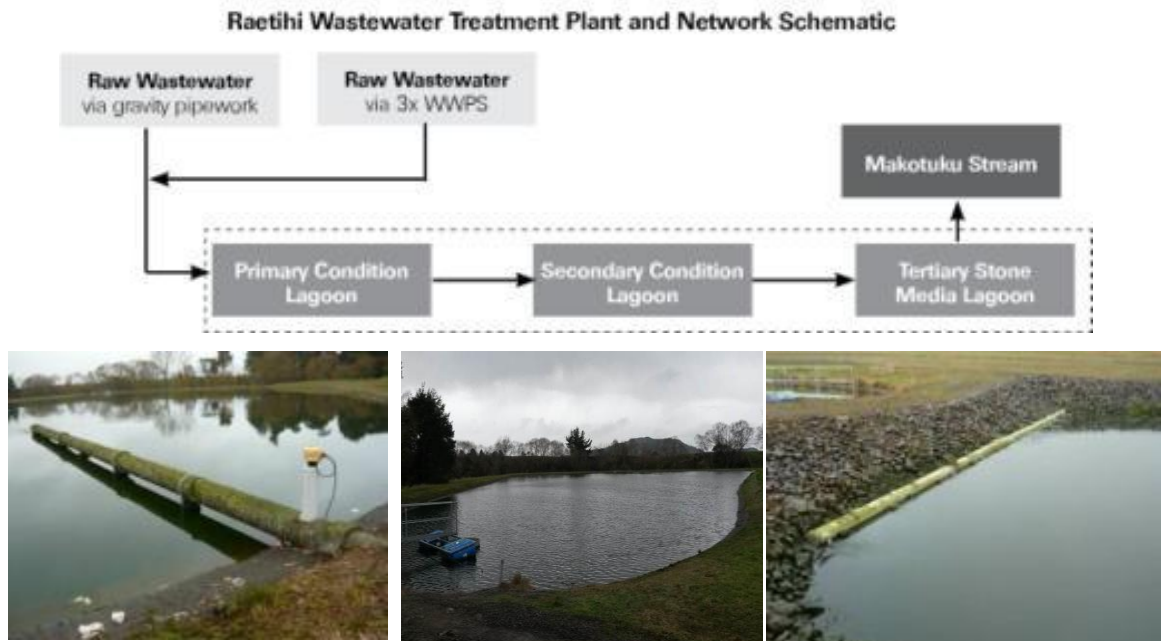 Raetihi Wastewater Treatment Plant and Network Schematic
Raw Wastewater
via gravity pipework
Raw Wastewater
via 3x WWPS
Makotuku Stream
Primary Condition
Lagoon
Secondary Condition
Lagoon
Tertiary Stone
Media Lagoon